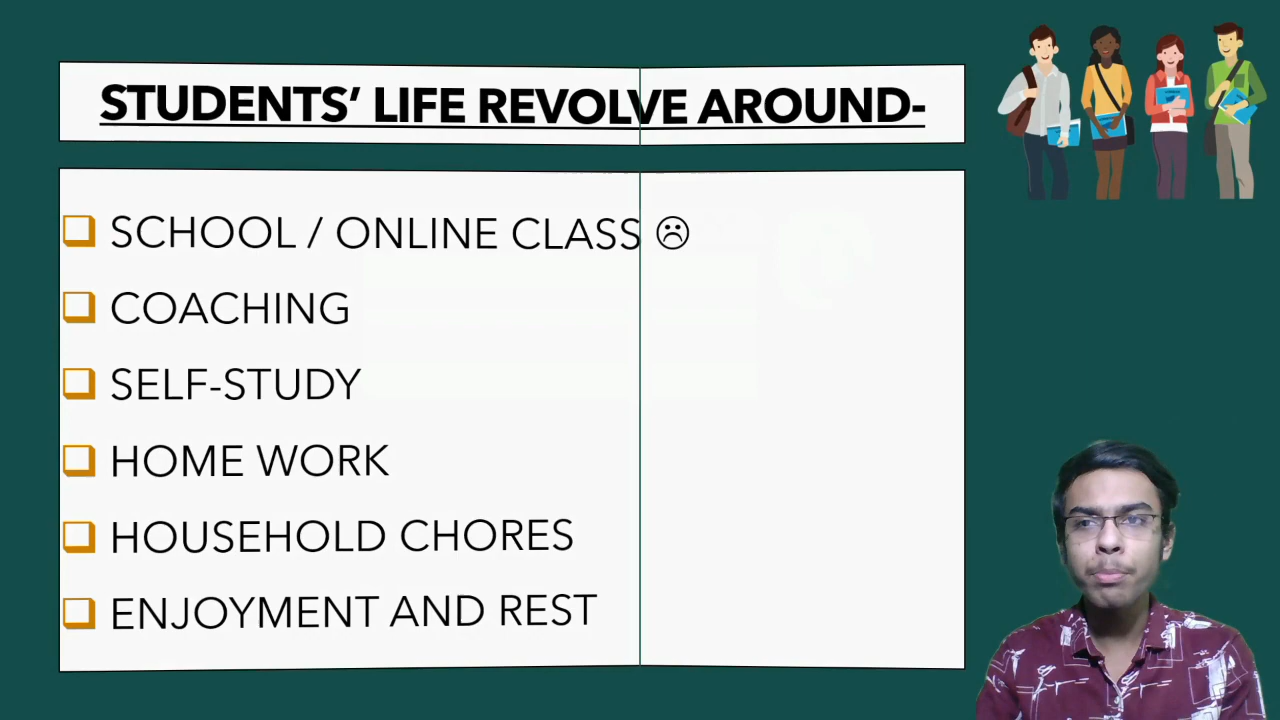 STUDENTS’ LIFE REVOLVE AROUND-
SCHOOL / ONLINE CLASS ☹
COACHING
SELF-STUDY
HOME WORK
HOUSEHOLD CHORES
ENJOYMENT AND REST